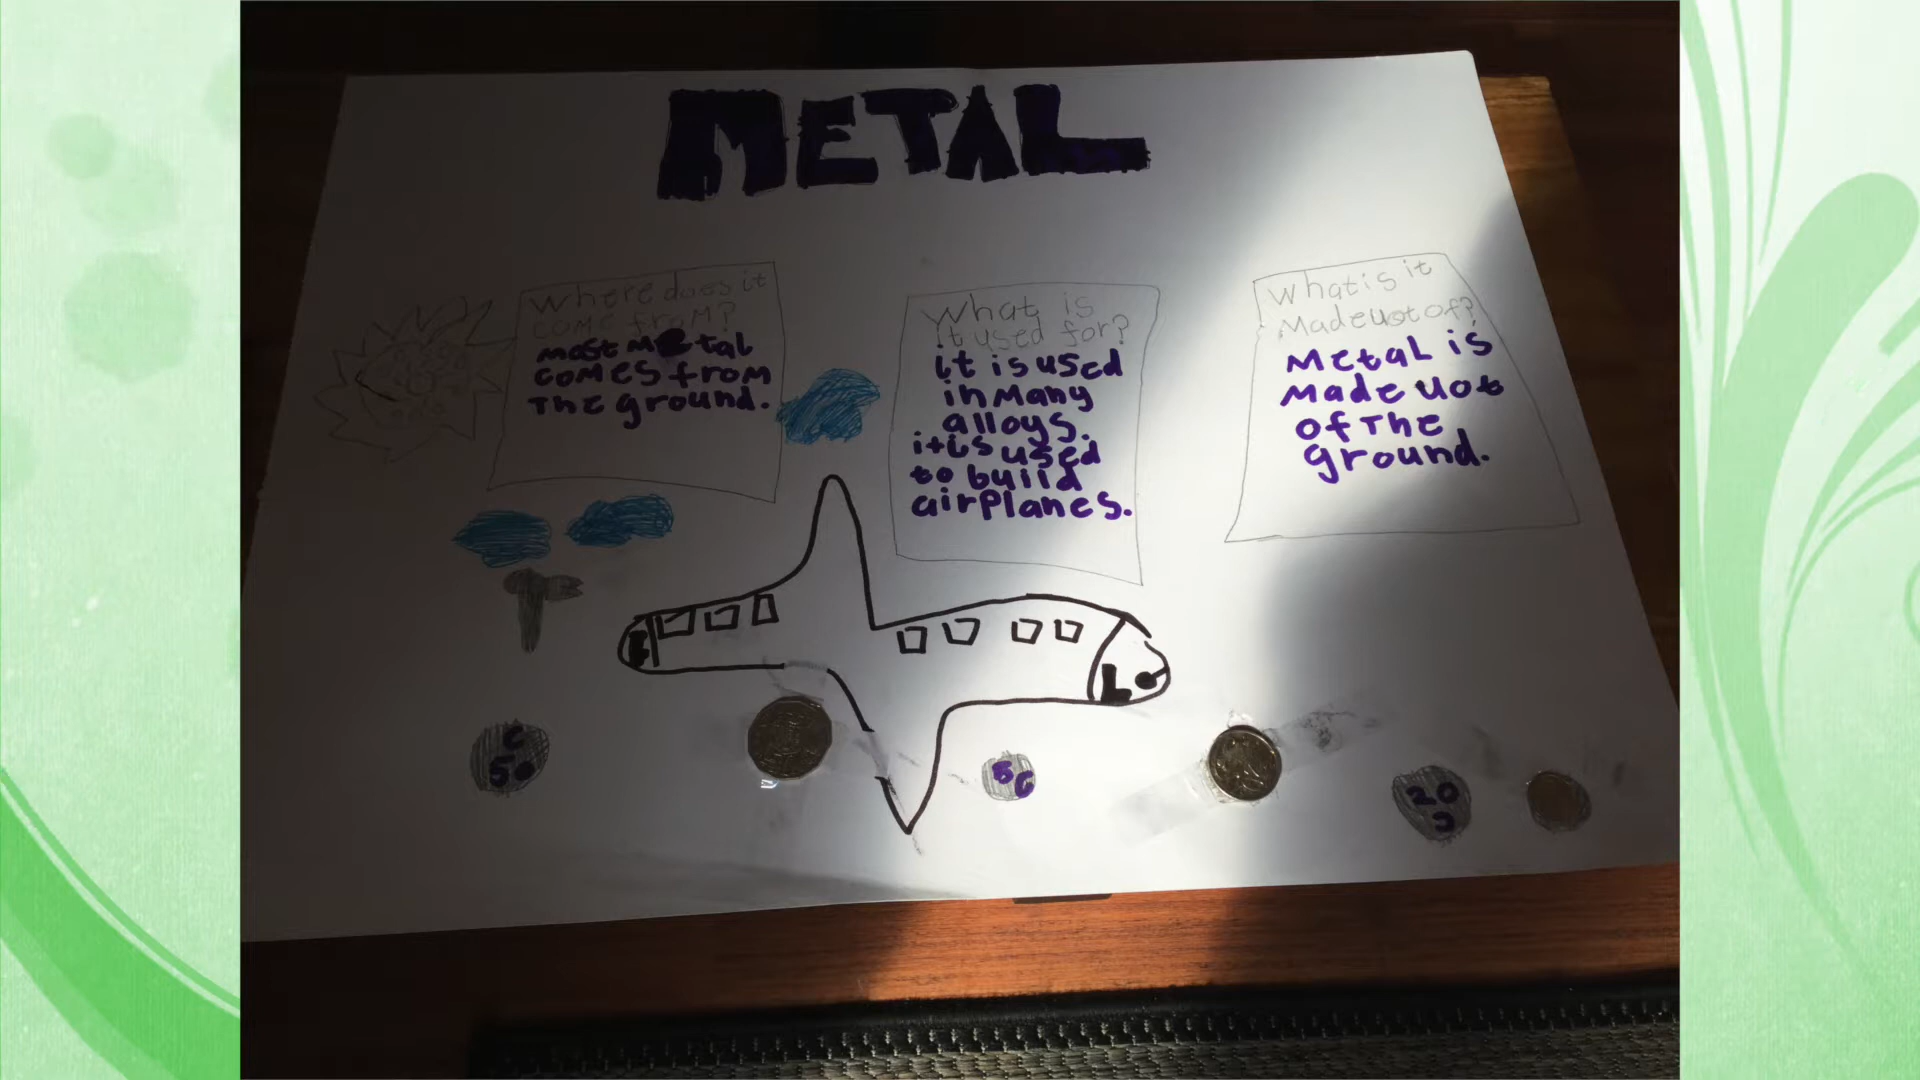 METAL
Where does it
come from?
most Metal
comes from
The ground.
What is
it used for?
it is used
in Many
alloys.
it is used
to build
airplanes.
What is it
Made uot of?
Metal is
Made uot
of The
ground.
C
50
5
C
20